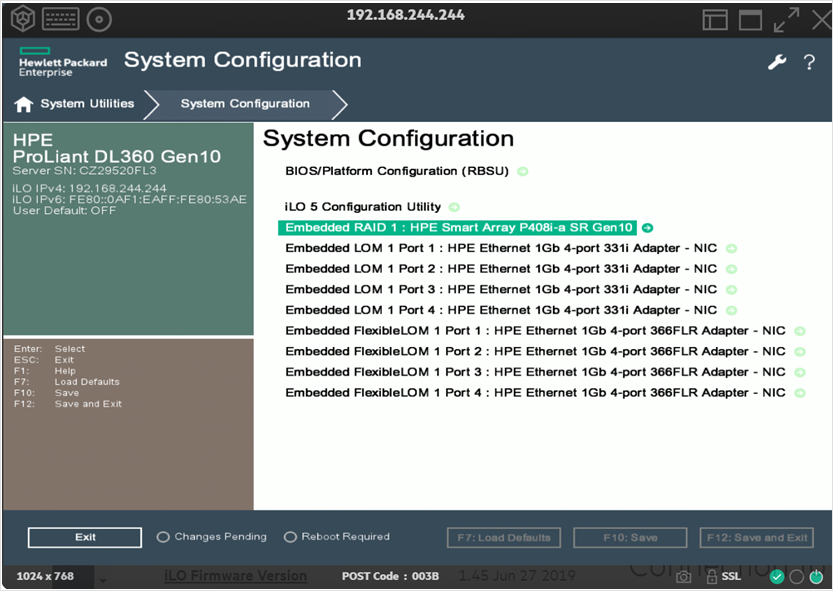 192.168.244.244
Hewlett Packard
Enterprise
System Configuration
?
System Utilities
System Configuration
HPE
ProLiant DL360 Gen10
Server SN: CZ29520FL3
iLO IPv4: 192.168.244.244
iLO IPv6: FE80::0AF1:EAFF:FE80:53AE
User Default: OFF
Enter: Select
ESC: Exit
F1: Help
F7: Load Defaults
F10: Save
F12: Save and Exit
System Configuration
BIOS/Platform Configuration (RBSU)
iLO 5 Configuration Utility
Embedded RAID 1 : HPE Smart Array P408i-a SR Gen10
Embedded LOM 1 Port 1 : HPE Ethernet 1Gb 4-port 331i Adapter - NIC
Embedded LOM 1 Port 2 : HPE Ethernet 1Gb 4-port 331i Adapter - NIC
Embedded LOM 1 Port 3 : HPE Ethernet 1Gb 4-port 331i Adapter - NIC
Embedded LOM 1 Port 4 : HPE Ethernet 1Gb 4-port 331i Adapter - NIC
Embedded FlexibleLOM 1 Port 1 : HPE Ethernet 1Gb 4-port 366FLR Adapter - NIC
Embedded FlexibleLOM 1 Port 2 : HPE Ethernet 1Gb 4-port 366FLR Adapter - NIC
Embedded FlexibleLOM 1 Port 3 : HPE Ethernet 1Gb 4-port 366FLR Adapter - NIC
Embedded FlexibleLOM 1 Port 4 : HPE Ethernet 1Gb 4-port 366FLR Adapter - NIC
Exit
Changes Pending
Reboot Required
F7: Load Defaults
F10: Save
F12: Save and Exit
1024 x 768
iLO Firmware Version
POST Code : 003B
1.45 Jun 27 2019
SSL